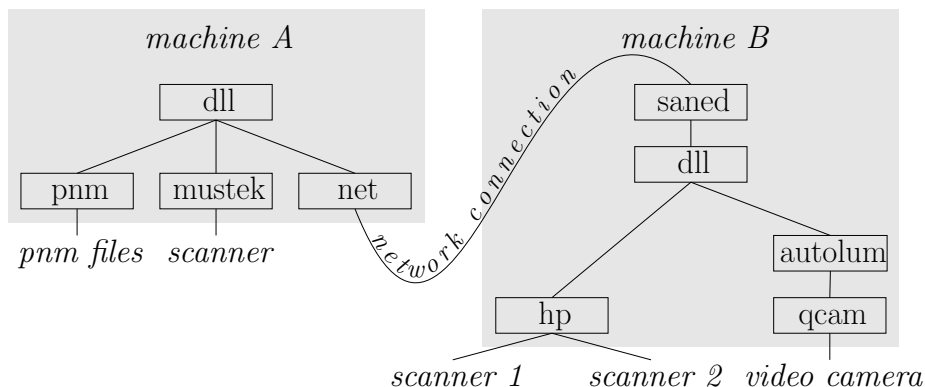 machine A
dll
pnm mustek net
pnm files scanner
network connection
machine B
saned
dll
autolum
hp qcam
scanner 1 scanner 2 video camera